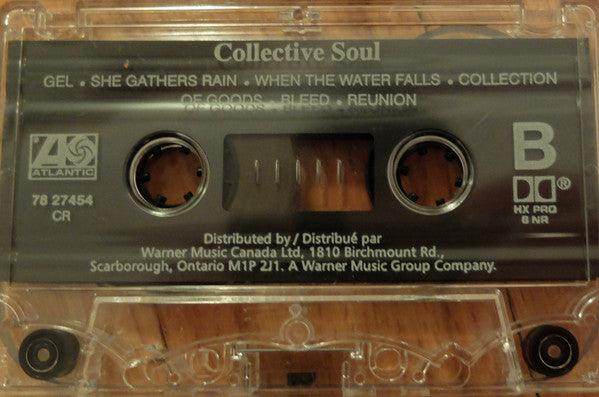 Collective Soul
GEL • SHE GATHERS RAIN • WHEN THE WATER FALLS • COLLECTION
OF GOODS • BLEED • REUNION
ATLANTIC
B
78 27454
CR
®
HX PRO
B NR
Distributed by / Distribué par
Warner Music Canada Ltd, 1810 Birchmount Rd.,
Scarborough, Ontario M1P 2J1. A Warner Music Group Company.